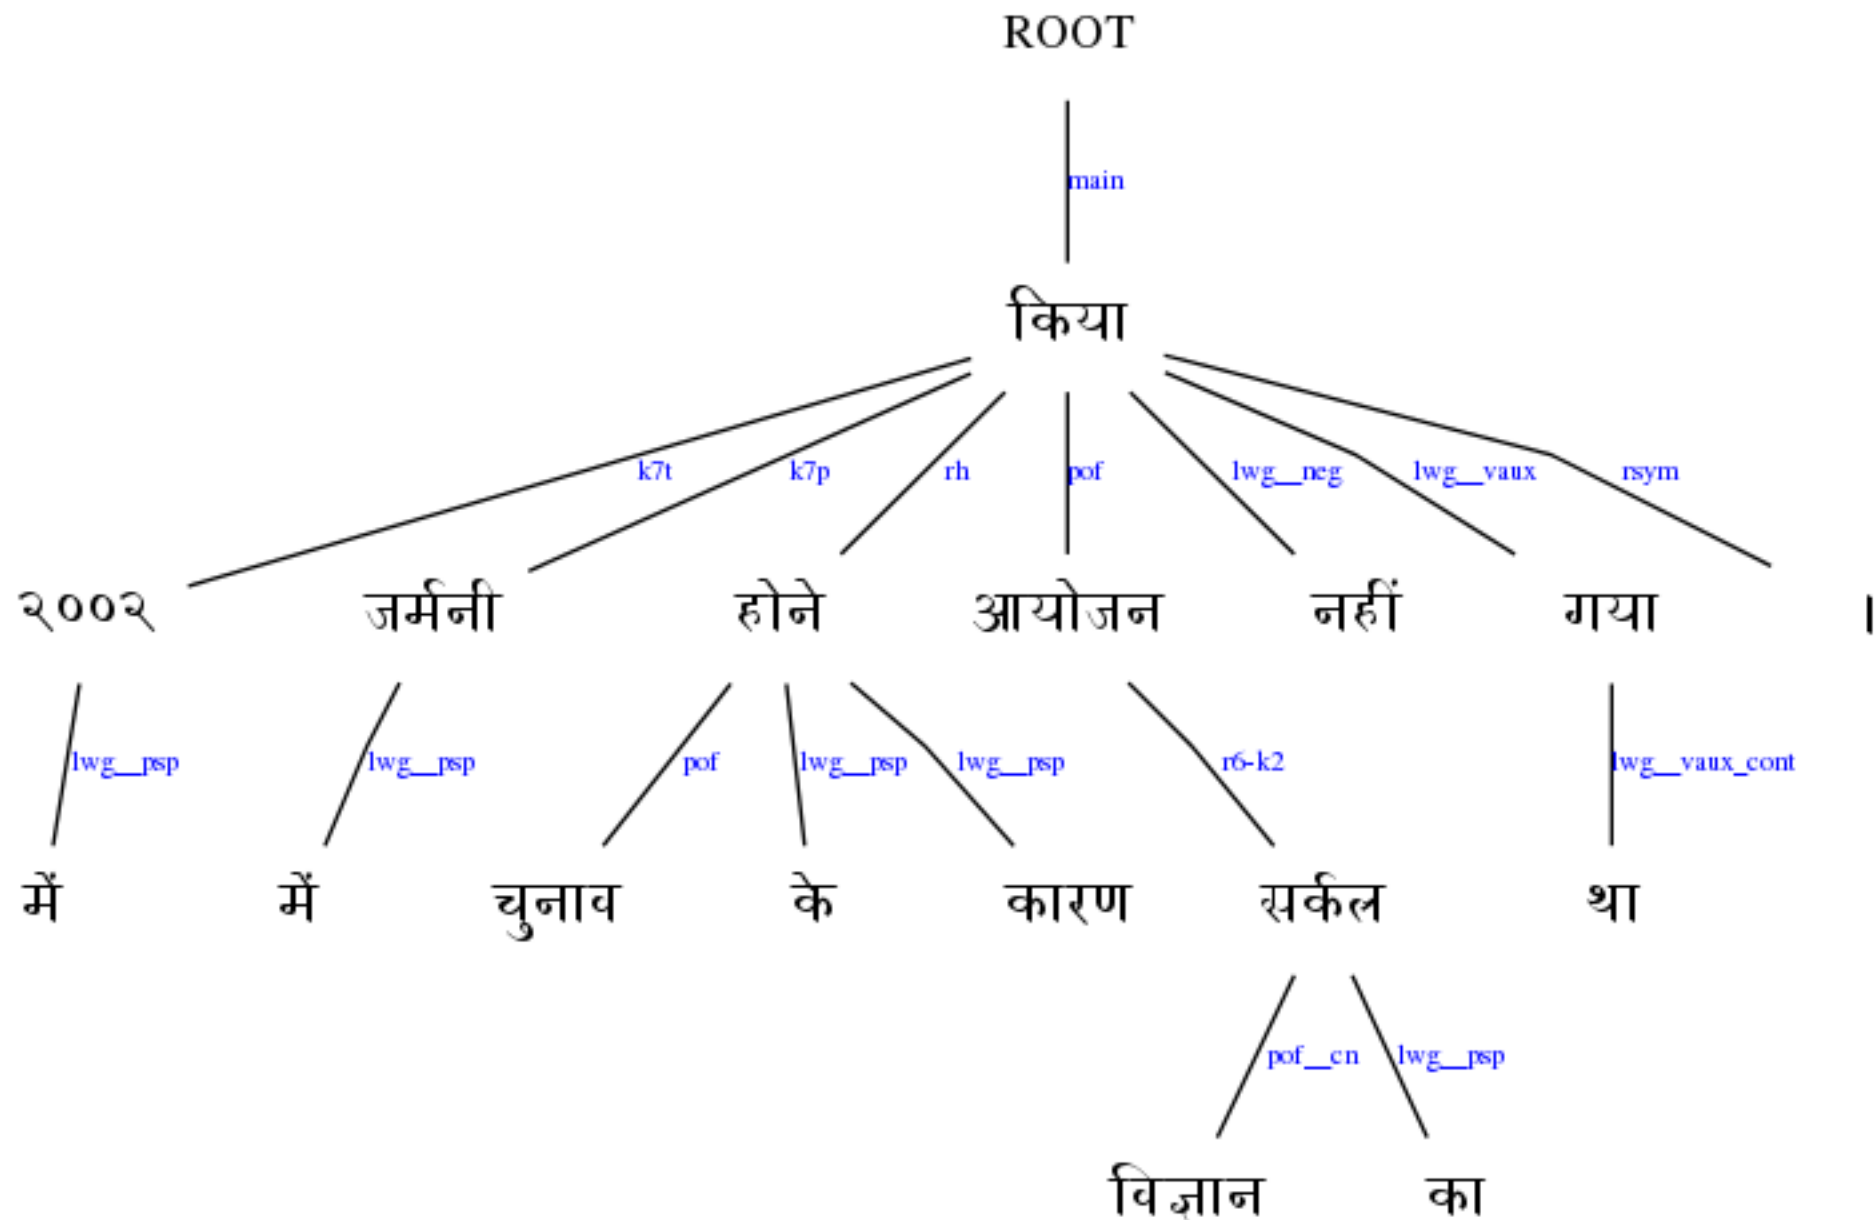 ROOT
main
किया
k7t k7p rh pof lwg__neg lwg__vaux rsym
२००२ जर्मनी होने आयोजन नहीं गया ।
lwg__psp lwg__psp pof lwg__psp lwg__psp r6-k2 lwg__vaux_cont
में में चुनाव के कारण सर्कल था
pof__cn lwg__psp
विज्ञान का